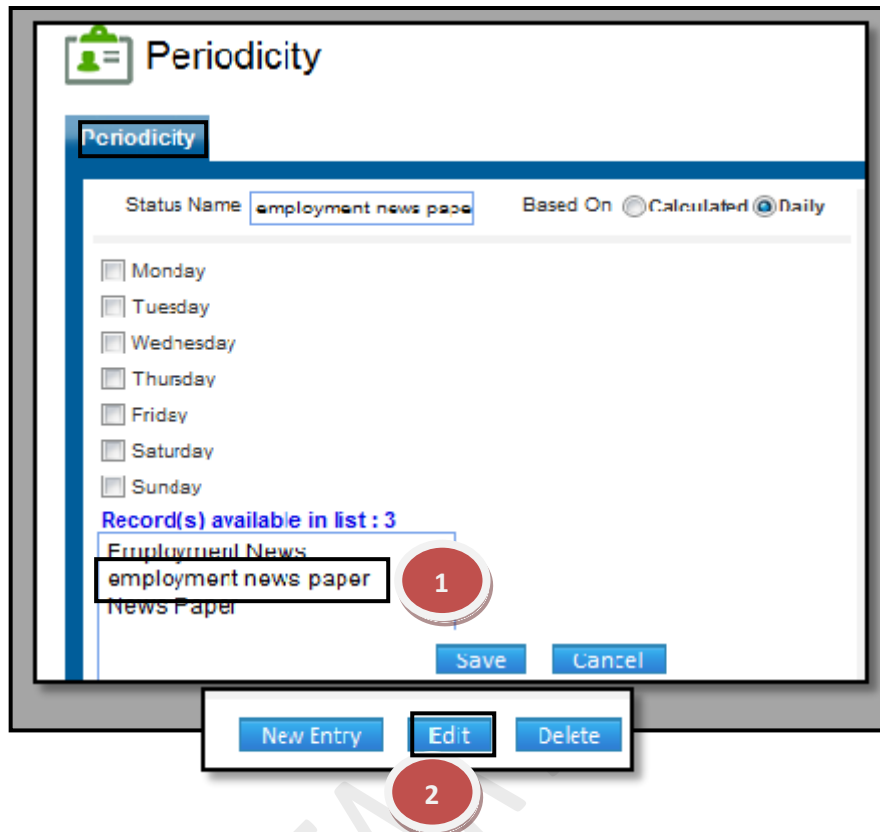 Periodicity
Periodicity
Status Name employment news pape Based On Calculated Daily
Monday
Tuesday
Wednesday
Thursday
Friday
Saturday
Sunday
Record(s) available in list : 3
Employment News
employment news paper 1
News Paper
Save Cancel
New Entry Edit Delete
2